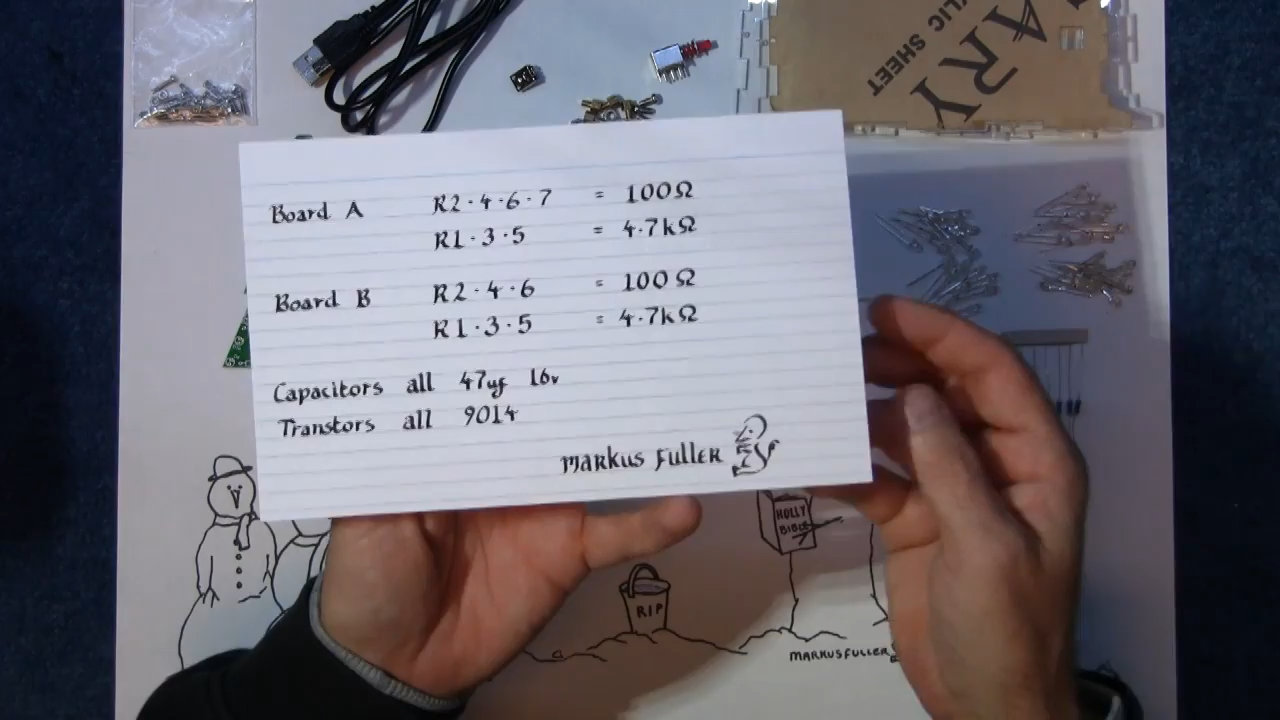 ARY
LIC SHEET
Board A R2·4·6·7 = 100Ω
R1·3·5 = 4.7kΩ
Board B R2·4·6 = 100Ω
R1·3·5 = 4.7kΩ
Capacitors all 47uf 16v
Transtors all 9014
MARKUS FULLER
HOLLY
BIBLE
RIP
MARKUSFULLER